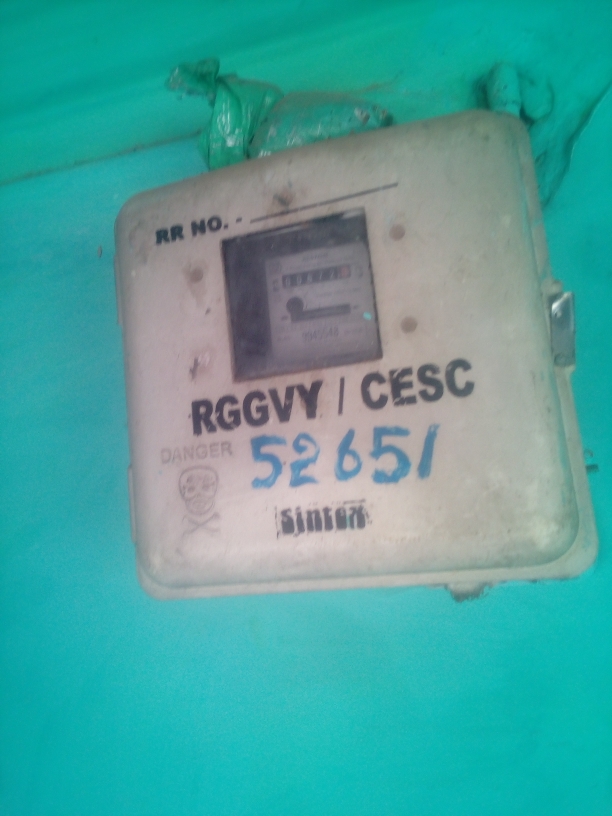 RR NO. -
RGGVY / CESC
DANGER
52651
sintex